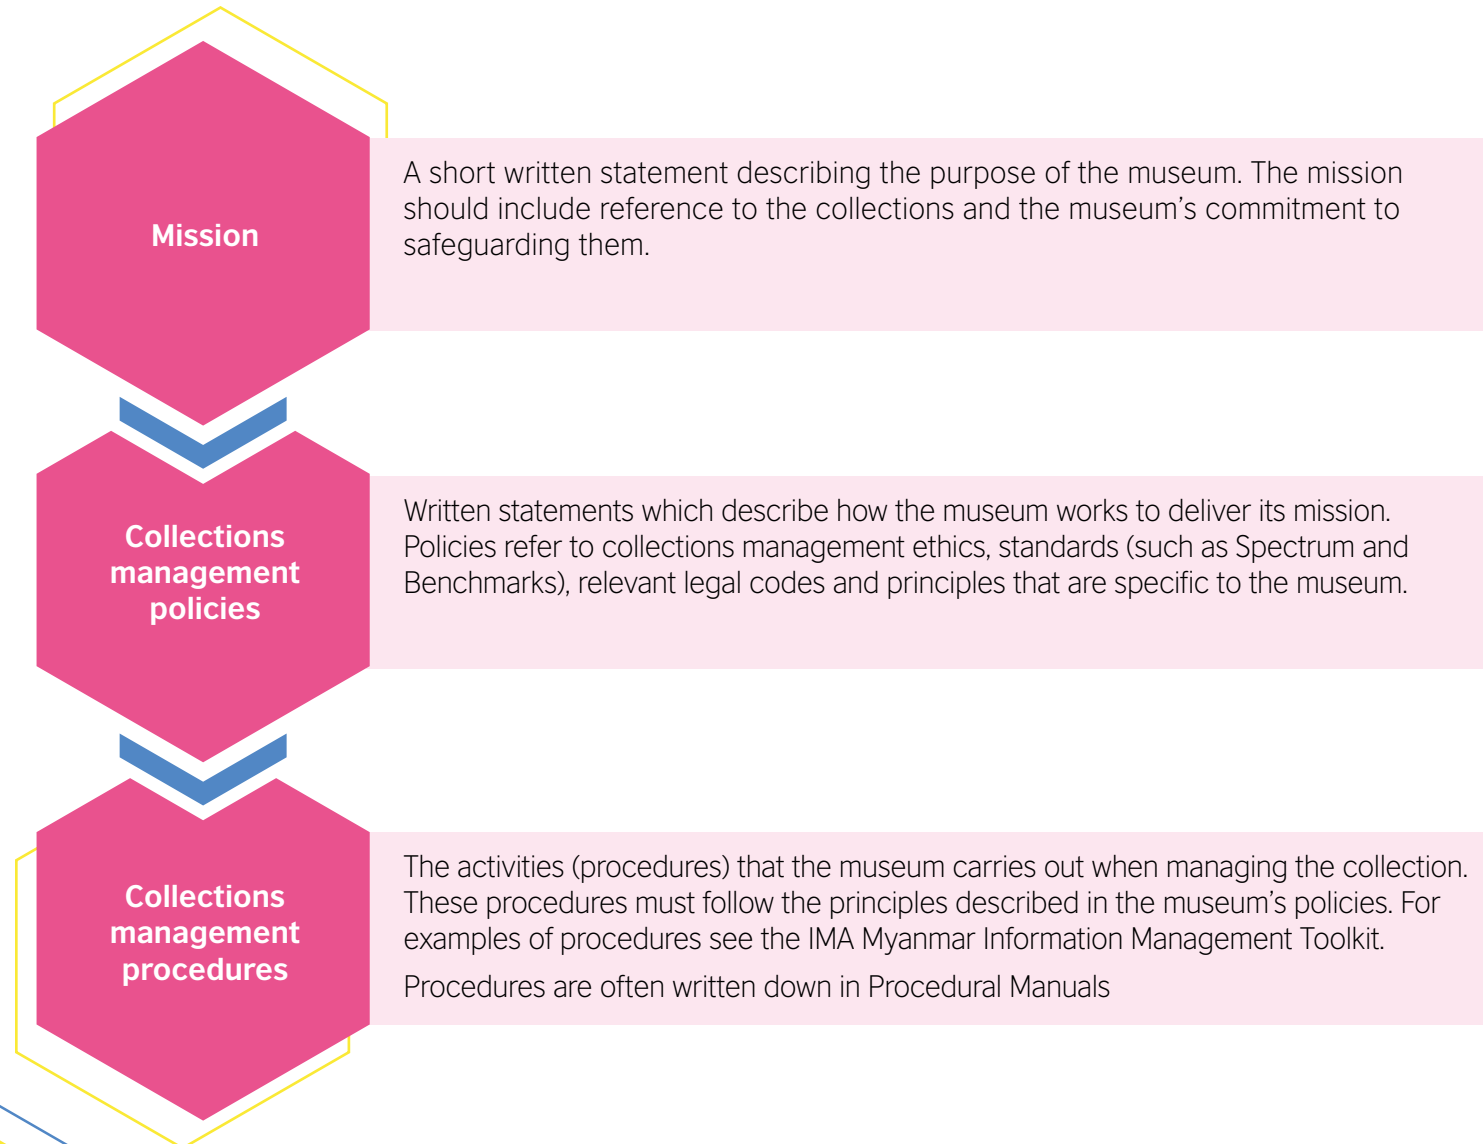 Mission
A short written statement describing the purpose of the museum. The mission
should include reference to the collections and the museum's commitment to
safeguarding them.
Collections
management
policies
Written statements which describe how the museum works to deliver its mission.
Policies refer to collections management ethics, standards (such as Spectrum and
Benchmarks), relevant legal codes and principles that are specific to the museum.
Collections
management
procedures
The activities (procedures) that the museum carries out when managing the collection.
These procedures must follow the principles described in the museum's policies. For
examples of procedures see the IMA Myanmar Information Management Toolkit.
Procedures are often written down in Procedural Manuals